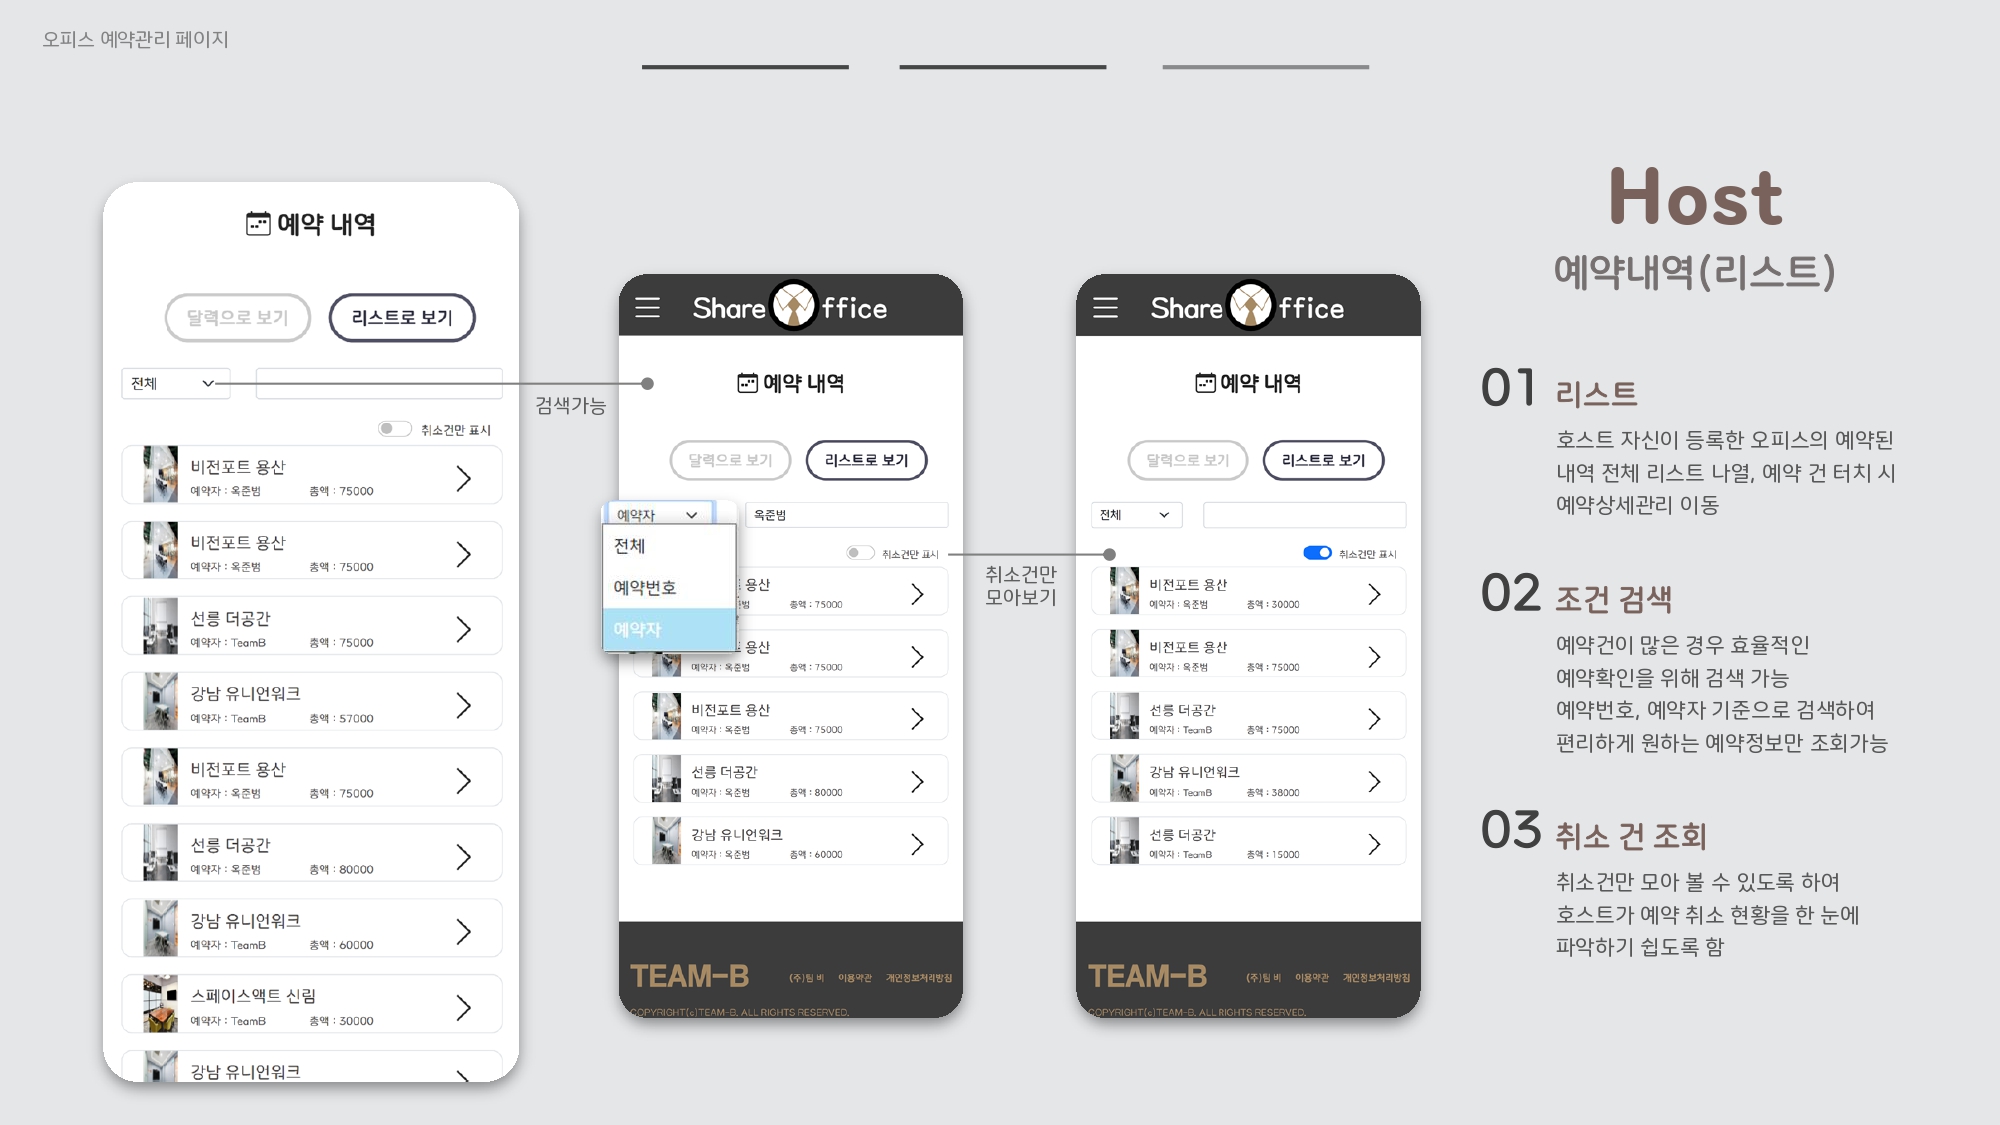 오피스 예약관리 페이지
예약 내역
달력으로 보기
리스트로 보기
전체
취소건만 표시
비전포트 용산
예약자 : 옥준범 총액 : 75000
비전포트 용산
예약자 : 옥준범 총액 : 75000
선릉 더공간
예약자 : TeamB 총액 : 75000
강남 유니언워크
예약자 : TeamB 총액 : 57000
비전포트 용산
예약자 : 옥준범 총액 : 75000
선릉 더공간
예약자 : 옥준범 총액 : 80000
강남 유니언워크
예약자 : TeamB 총액 : 60000
스페이스액트 신림
예약자 : TeamB 총액 : 30000
강남 유니언워크
검색가능
Share ffice
예약 내역
달력으로 보기
리스트로 보기
예약자
옥준범
전체
예약번호
예약자
취소건만 표시
용산
총액 : 75000
용산
예약자 : 옥준범 총액 : 75000
비전포트 용산
예약자 : 옥준범 총액 : 75000
선릉 더공간
예약자 : 옥준범 총액 : 80000
강남 유니언워크
예약자 : 옥준범 총액 : 60000
TEAM-B
(주)팀 비 이용약관 개인정보처리방침
COPYRIGHT(c)TEAM-B. ALL RIGHTS RESERVED.
취소건만
모아보기
Share ffice
예약 내역
달력으로 보기
리스트로 보기
전체
취소건만 표시
비전포트 용산
예약자 : 옥준범 총액 : 30000
비전포트 용산
예약자 : 옥준범 총액 : 75000
선릉 더공간
예약자 : TeamB 총액 : 75000
강남 유니언워크
예약자 : TeamB 총액 : 38000
선릉 더공간
예약자 : TeamB 총액 : 15000
TEAM-B
(주)팀 비 이용약관 개인정보처리방침
COPYRIGHT(c)TEAM-B. ALL RIGHTS RESERVED.
Host
예약내역(리스트)
01 리스트
호스트 자신이 등록한 오피스의 예약된
내역 전체 리스트 나열, 예약 건 터치 시
예약상세관리 이동
02 조건 검색
예약건이 많은 경우 효율적인
예약확인을 위해 검색 가능
예약번호, 예약자 기준으로 검색하여
편리하게 원하는 예약정보만 조회가능
03 취소 건 조회
취소건만 모아 볼 수 있도록 하여
호스트가 예약 취소 현황을 한 눈에
파악하기 쉽도록 함